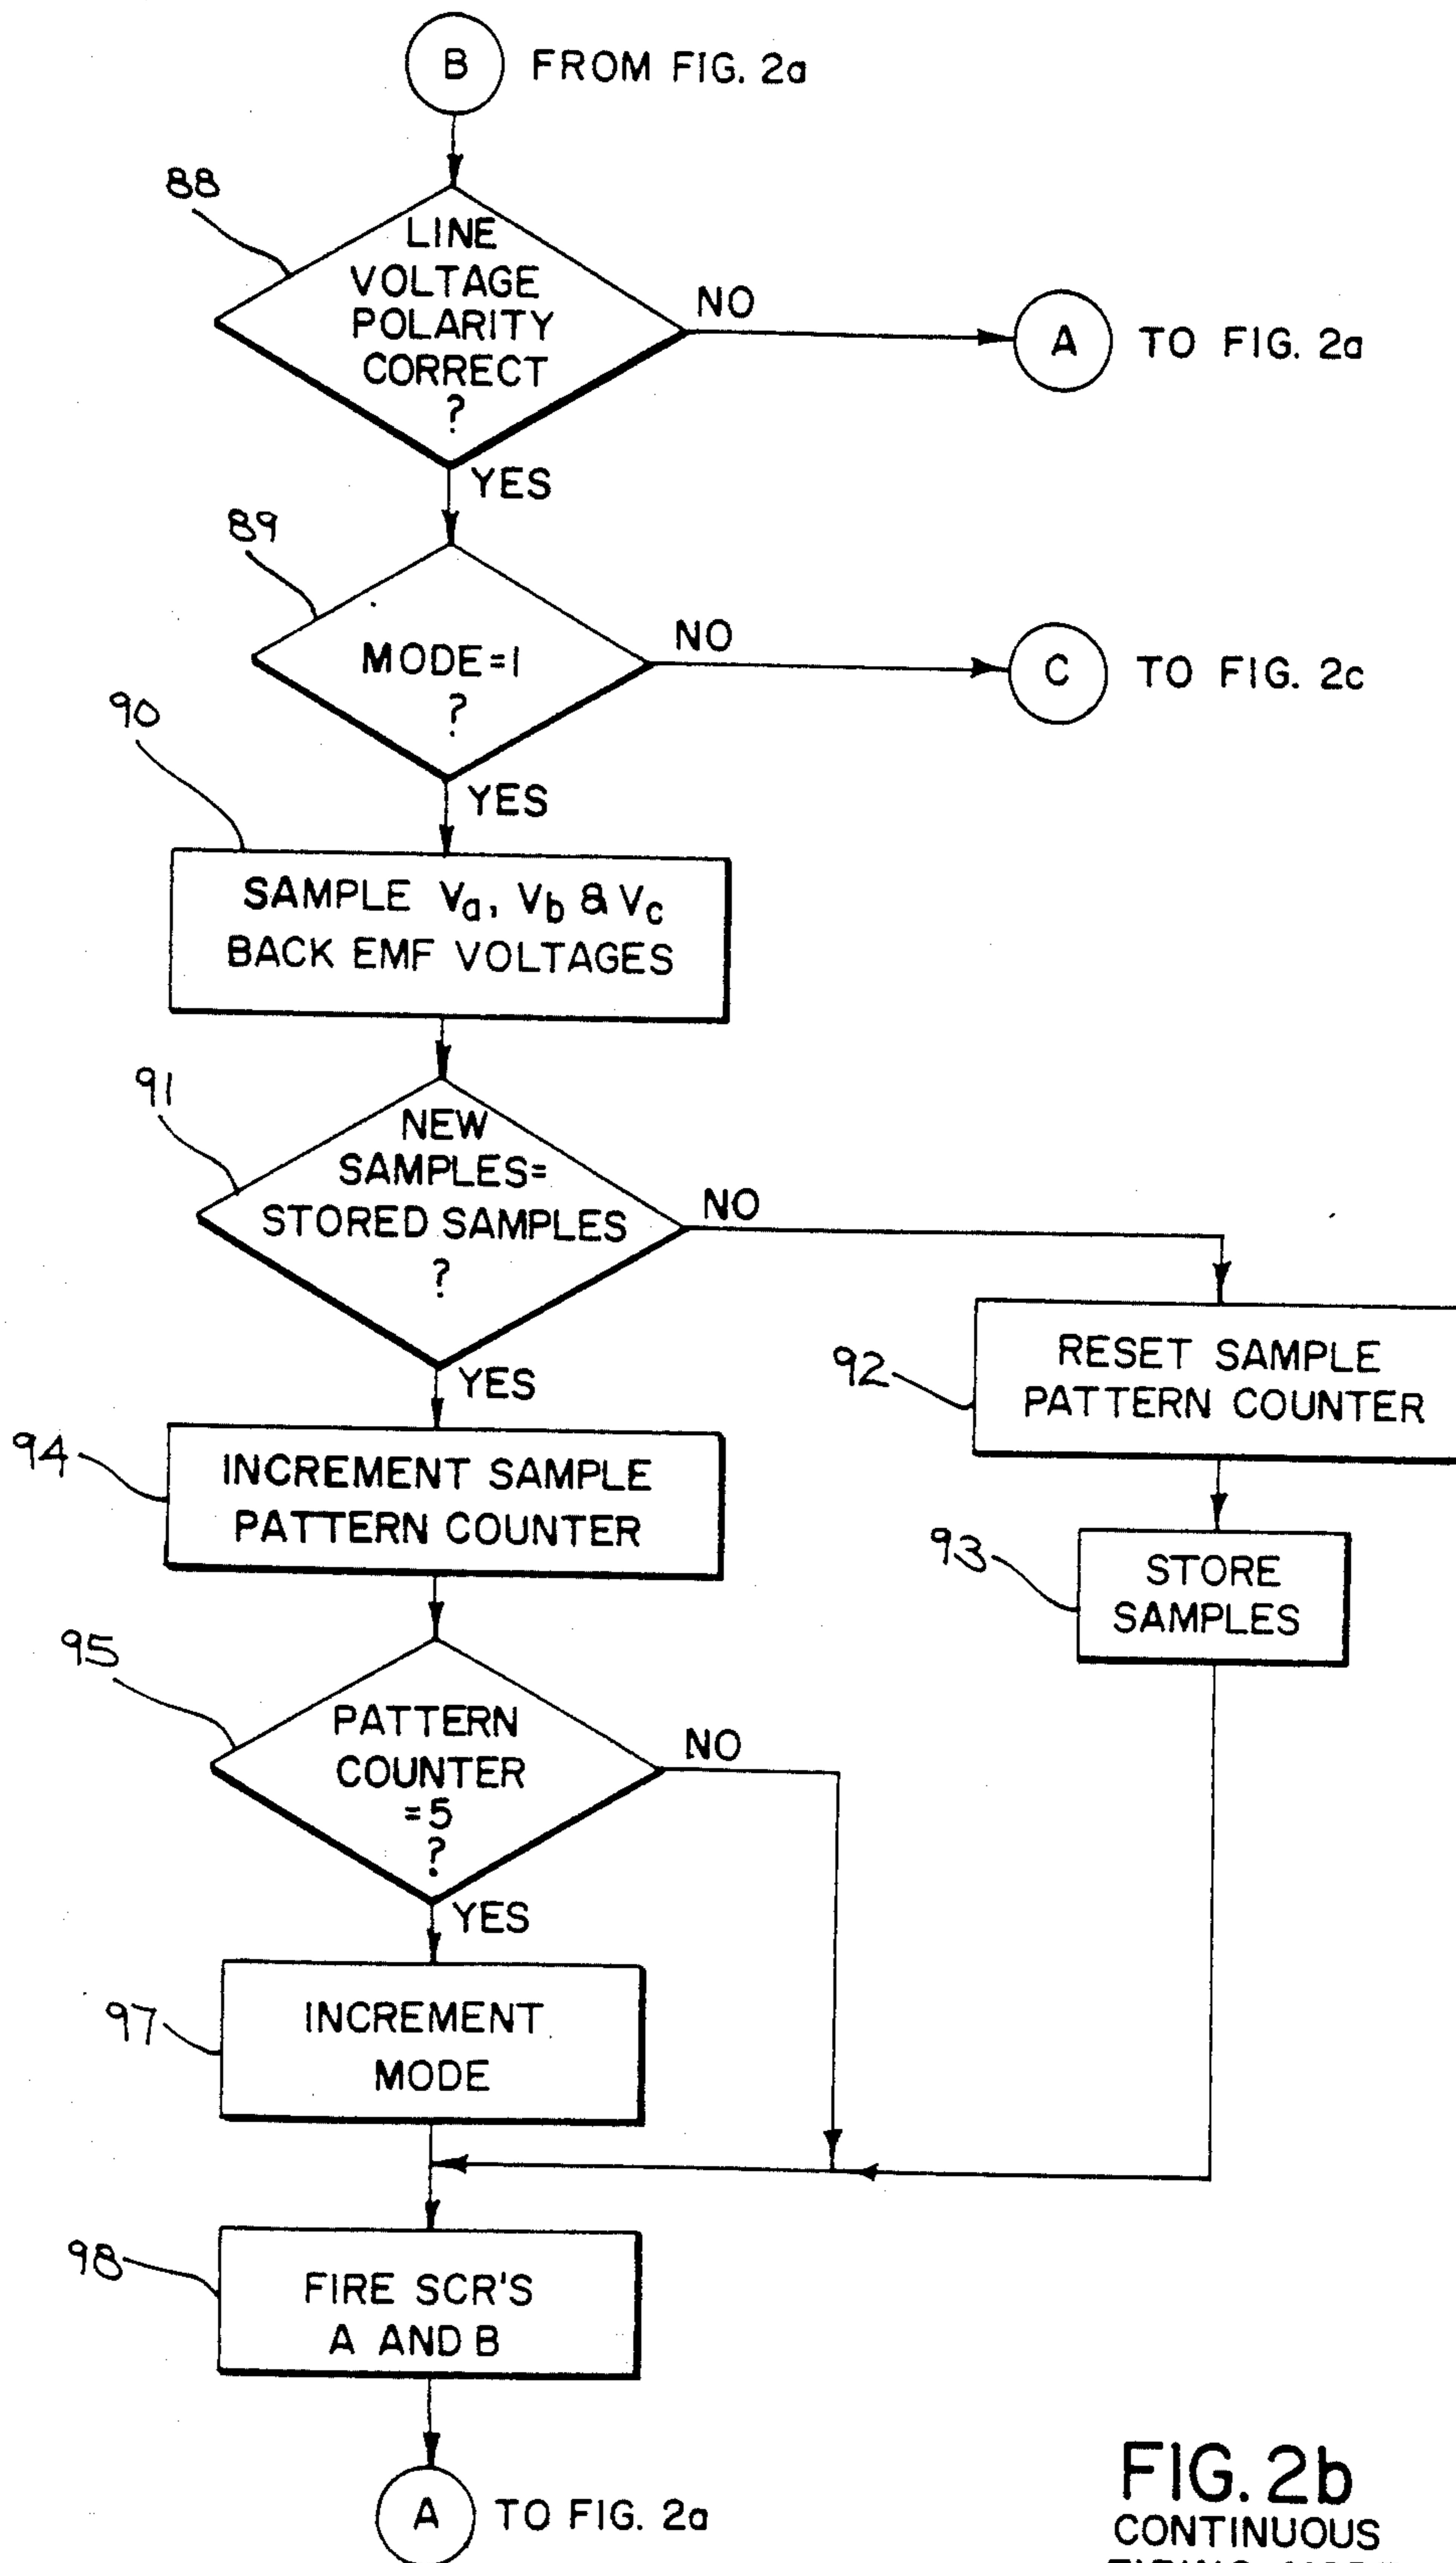 B FROM FIG. 2a
88
LINE
VOLTAGE
POLARITY
CORRECT
?
NO
A TO FIG. 2a
YES
89
MODE=1
?
NO
C TO FIG. 2c
YES
90
SAMPLE Va, Vb & Vc
BACK EMF VOLTAGES
91
NEW
SAMPLES=
STORED SAMPLES
?
NO
YES
92
RESET SAMPLE
PATTERN COUNTER
94
INCREMENT SAMPLE
PATTERN COUNTER
93
STORE
SAMPLES
95
PATTERN
COUNTER
=5
?
NO
YES
97
INCREMENT
MODE
98
FIRE SCR'S
A AND B
A TO FIG. 2a
FIG. 2b
CONTINUOUS